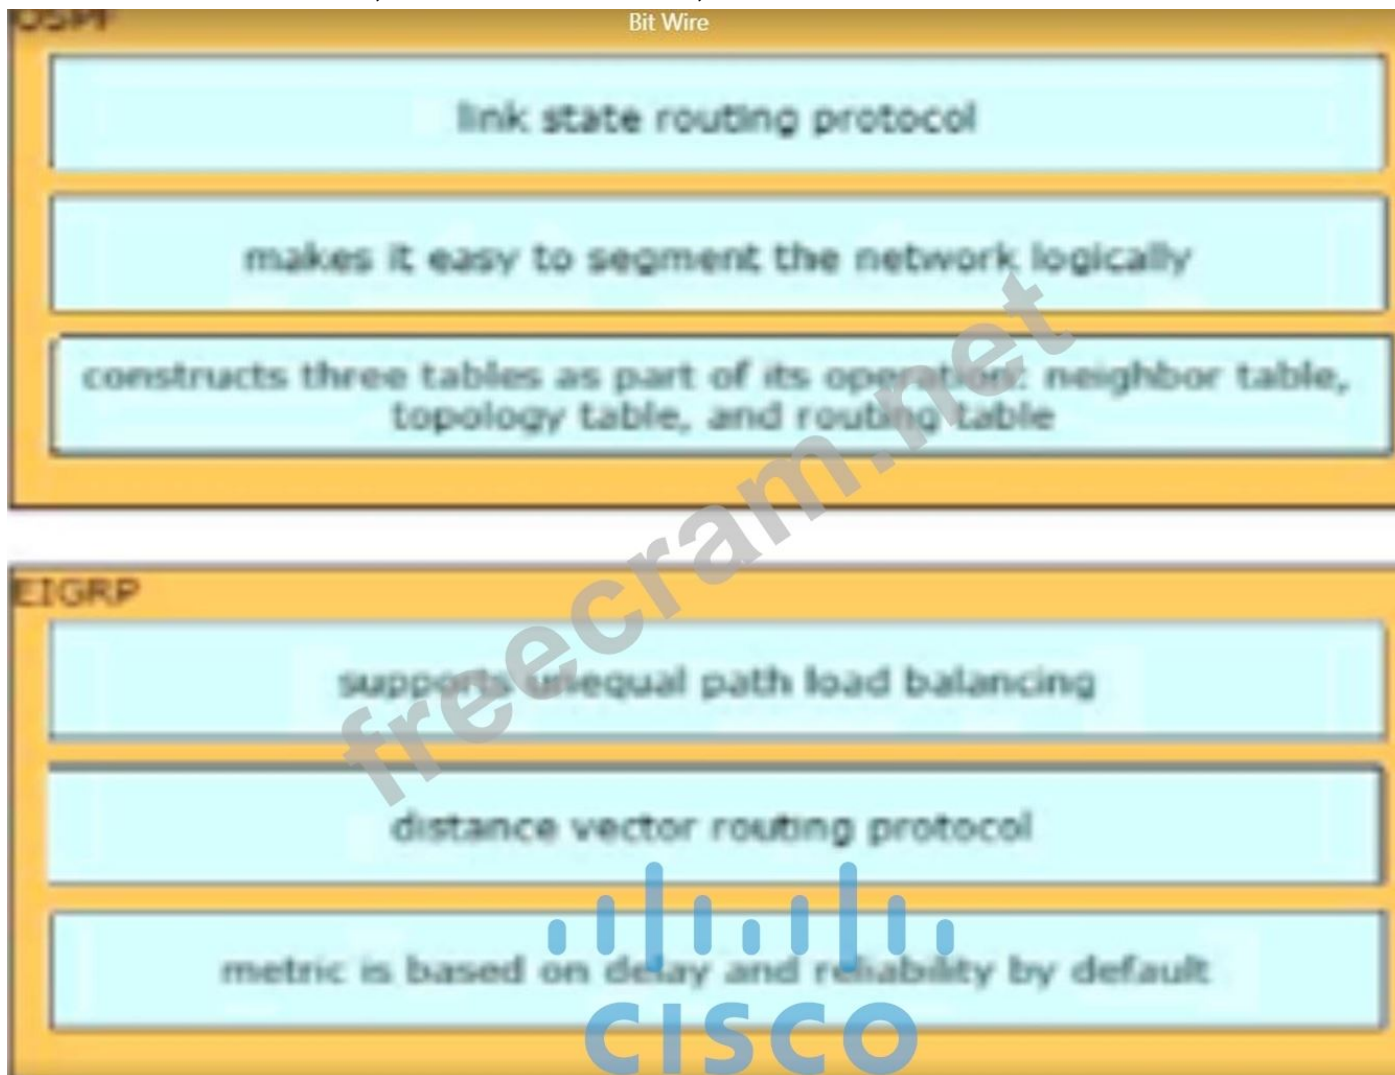 OSPF
Bit Wire
link state routing protocol
makes it easy to segment the network logically
constructs three tables as part of its operation: neighbor table,
topology table, and routing table
freecram.net
EIGRP
supports unequal path load balancing
distance vector routing protocol
metric is based on delay and reliability by default
CISCO